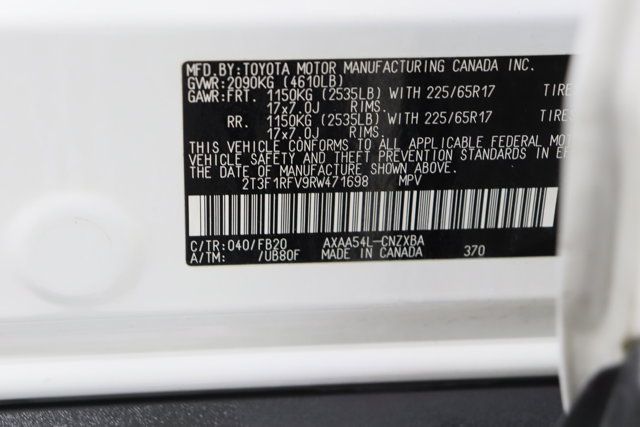 MFD.BY:TOYOTA MOTOR MANUFACTURING CANADA INC.
GVWR:2090KG (4610LB)
GAWR:FRT. 1150KG (2535LB) WITH 225/65R17 TIRES
17x7.0J RIMS.
RR. 1150KG (2535LB) WITH 225/65R17 TIRES
17x7.0J RIMS.
THIS VEHICLE CONFORMS TO ALL APPLICABLE FEDERAL
VEHICLE SAFETY AND THEFT PREVENTION STANDARDS IN
THE DATE OF MANUFACTURE SHOWN ABOVE.
2T3F1RFV9RW471698 MPV
C/TR:040/FB20 AXAA54L-CNZXBA
A/TM: /UB80F MADE IN CANADA 370